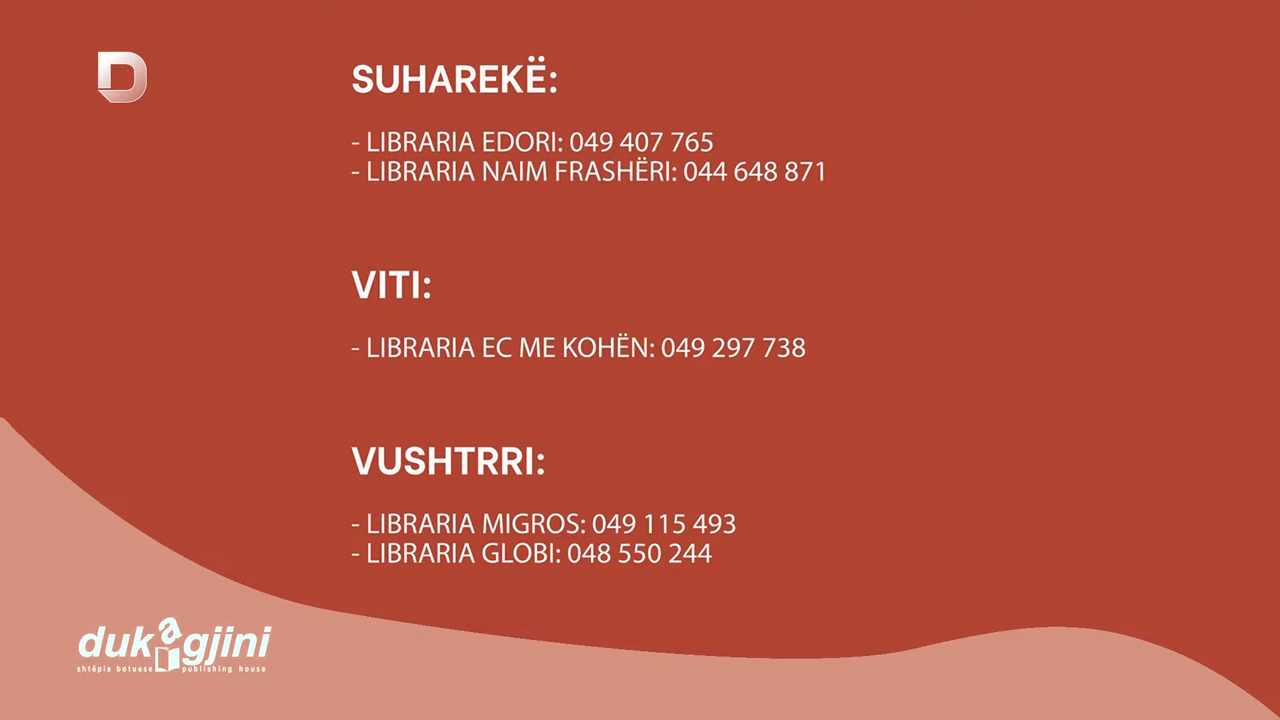 D
SUHAREKË:
- LIBRARIA EDORI: 049 407 765
- LIBRARIA NAIM FRASHËRI: 044 648 871
VITI:
- LIBRARIA EC ME KOHËN: 049 297 738
VUSHTRRI:
- LIBRARIA MIGROS: 049 115 493
- LIBRARIA GLOBI: 048 550 244
dukagjini
shtëpia botuese publishing house